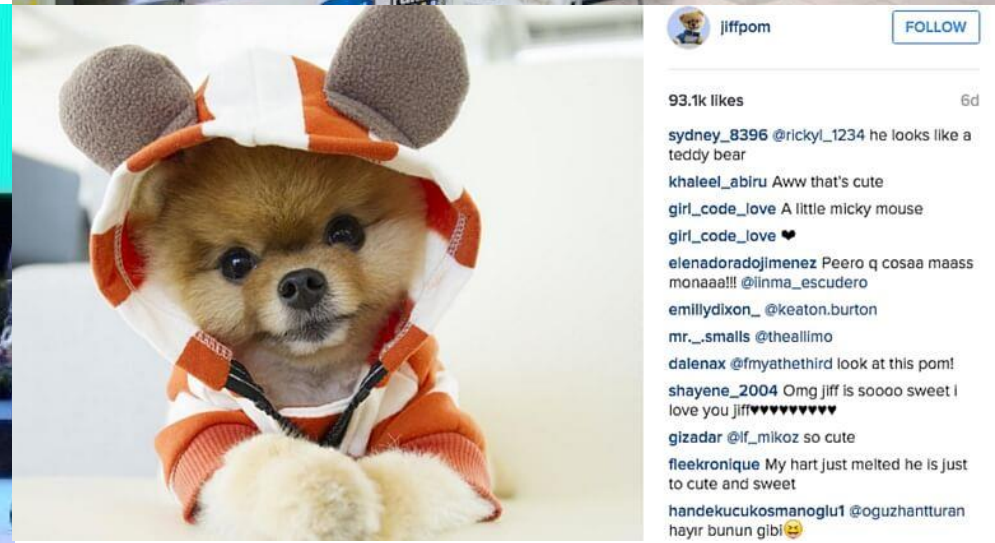 jiffpom
FOLLOW
93.1k likes
6d
sydney_8396 @rickyl_1234 he looks like a
teddy bear
khaleel_abiru Aww that's cute
girl_code_love A little micky mouse
girl_code_love ❤
elenadoradojimenez Peero q cosaa maass
monaaa!!! @iinma_escudero
emillydixon_ @keaton.burton
mr._.smalls @theallimo
dalenax @fmyathethird look at this pom!
shayene_2004 Omg jiff is soooo sweet i
love you jiff♥♥♥♥♥♥♥♥♥
gizadar @lf_mikoz so cute
fleekronique My hart just melted he is just
to cute and sweet
handekucukosmanoglu1 @oguzhantturan
hayır bunun gibi😆